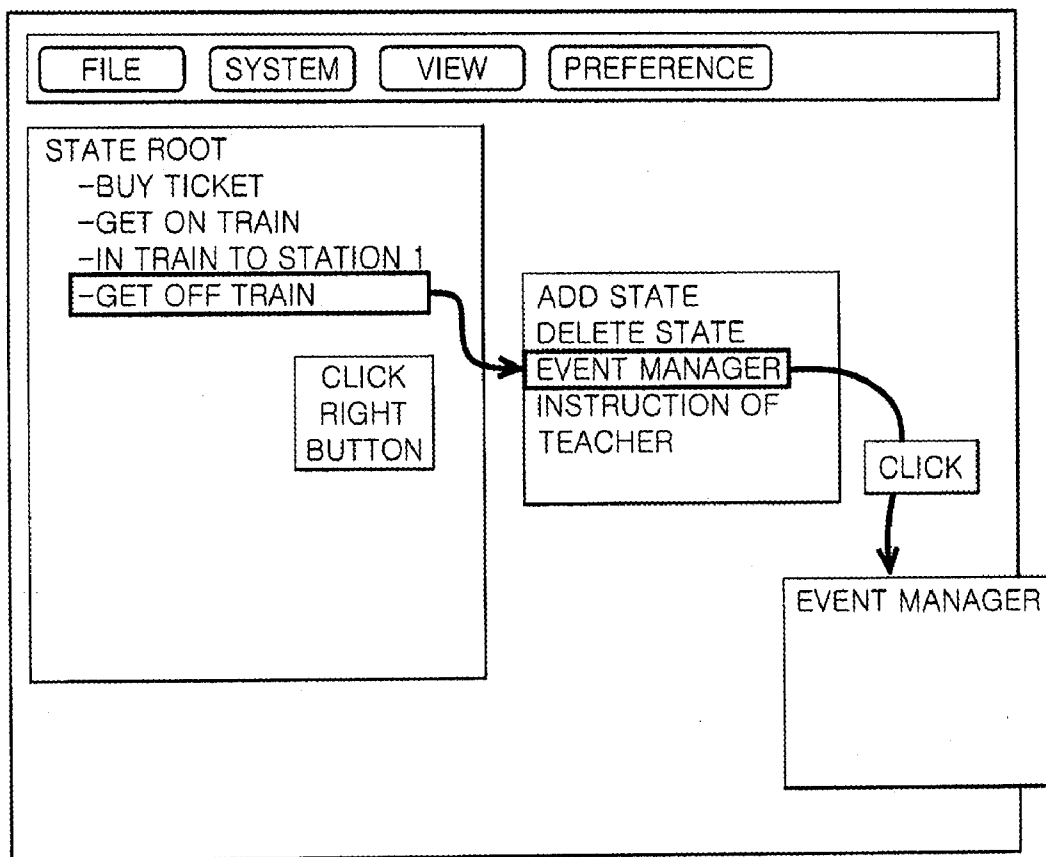 FILE SYSTEM VIEW PREFERENCE
STATE ROOT
-BUY TICKET
-GET ON TRAIN
-IN TRAIN TO STATION 1
-GET OFF TRAIN
CLICK
RIGHT
BUTTON
ADD STATE
DELETE STATE
EVENT MANAGER
INSTRUCTION OF
TEACHER
CLICK
EVENT MANAGER